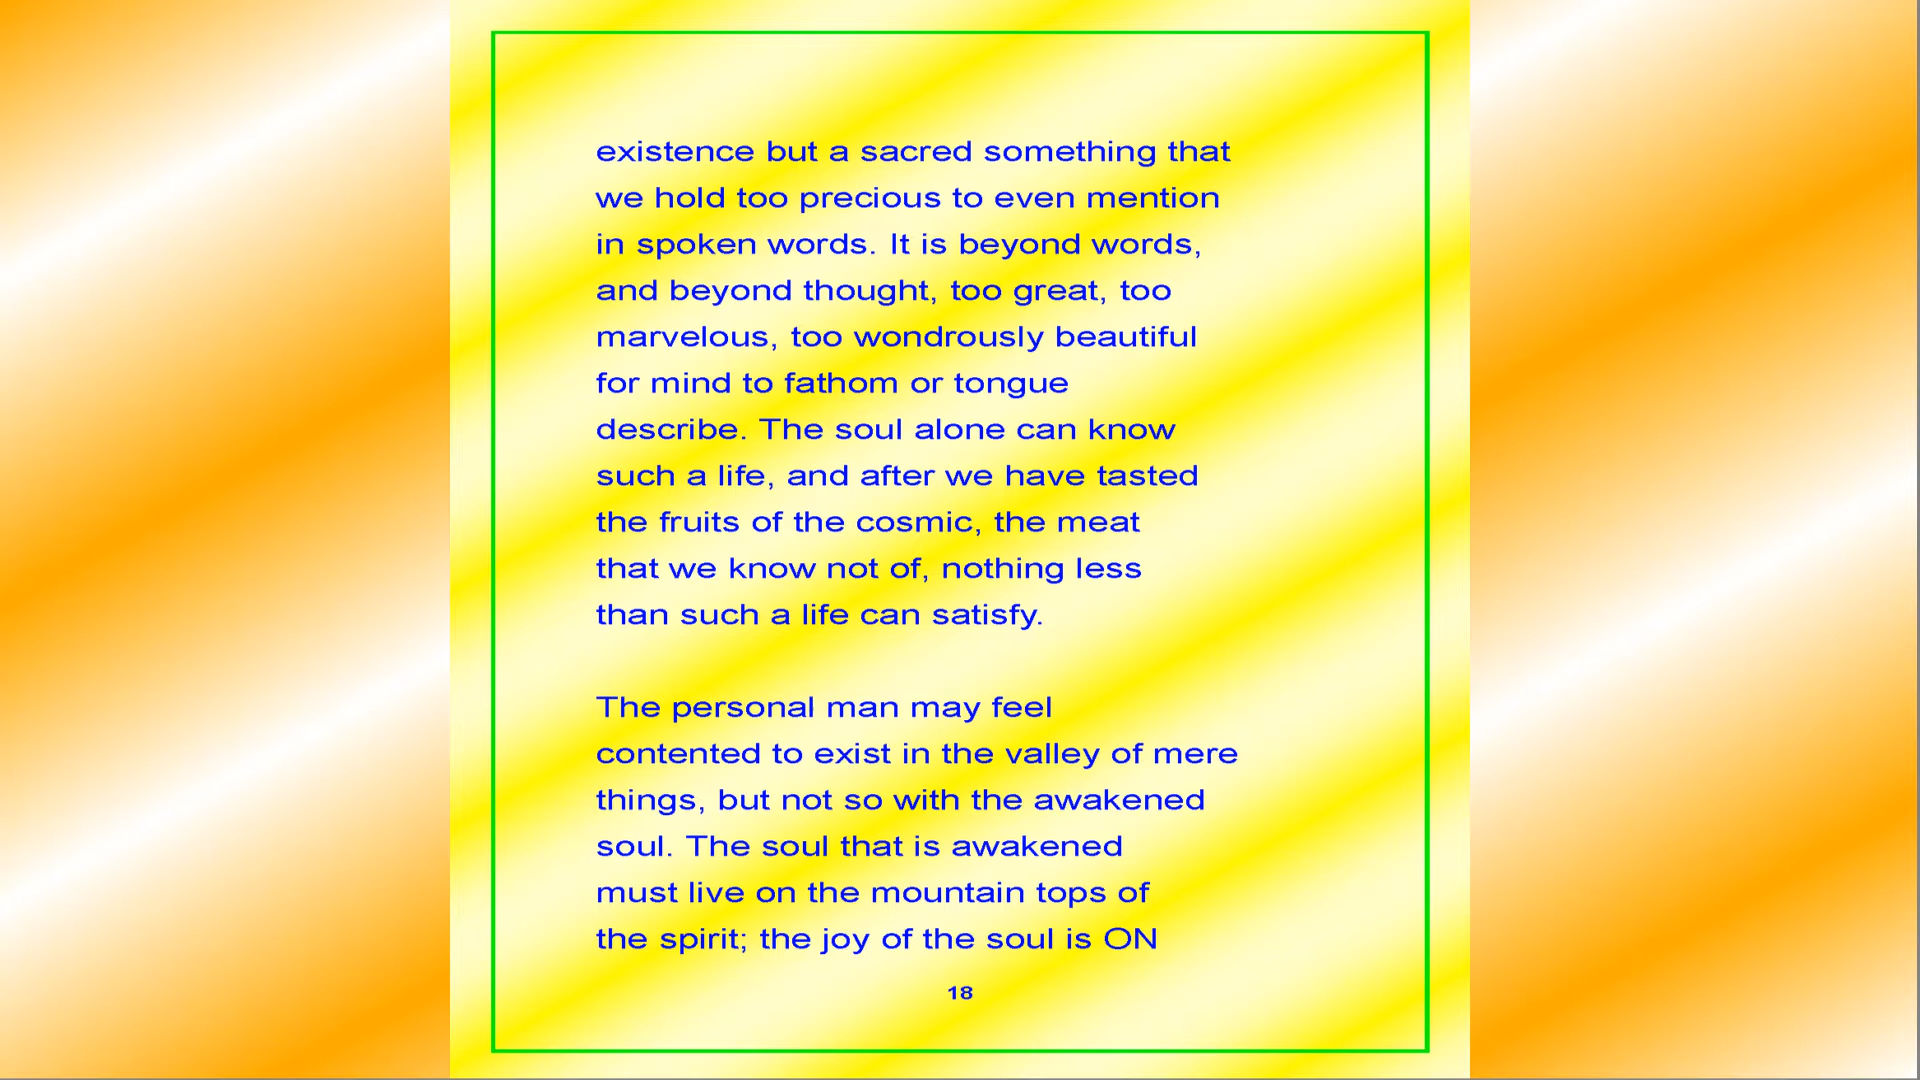 existence but a sacred something that
we hold too precious to even mention
in spoken words. It is beyond words,
and beyond thought, too great, too
marvelous, too wondrously beautiful
for mind to fathom or tongue
describe. The soul alone can know
such a life, and after we have tasted
the fruits of the cosmic, the meat
that we know not of, nothing less
than such a life can satisfy.
The personal man may feel
contented to exist in the valley of mere
things, but not so with the awakened
soul. The soul that is awakened
must live on the mountain tops of
the spirit; the joy of the soul is ON
18